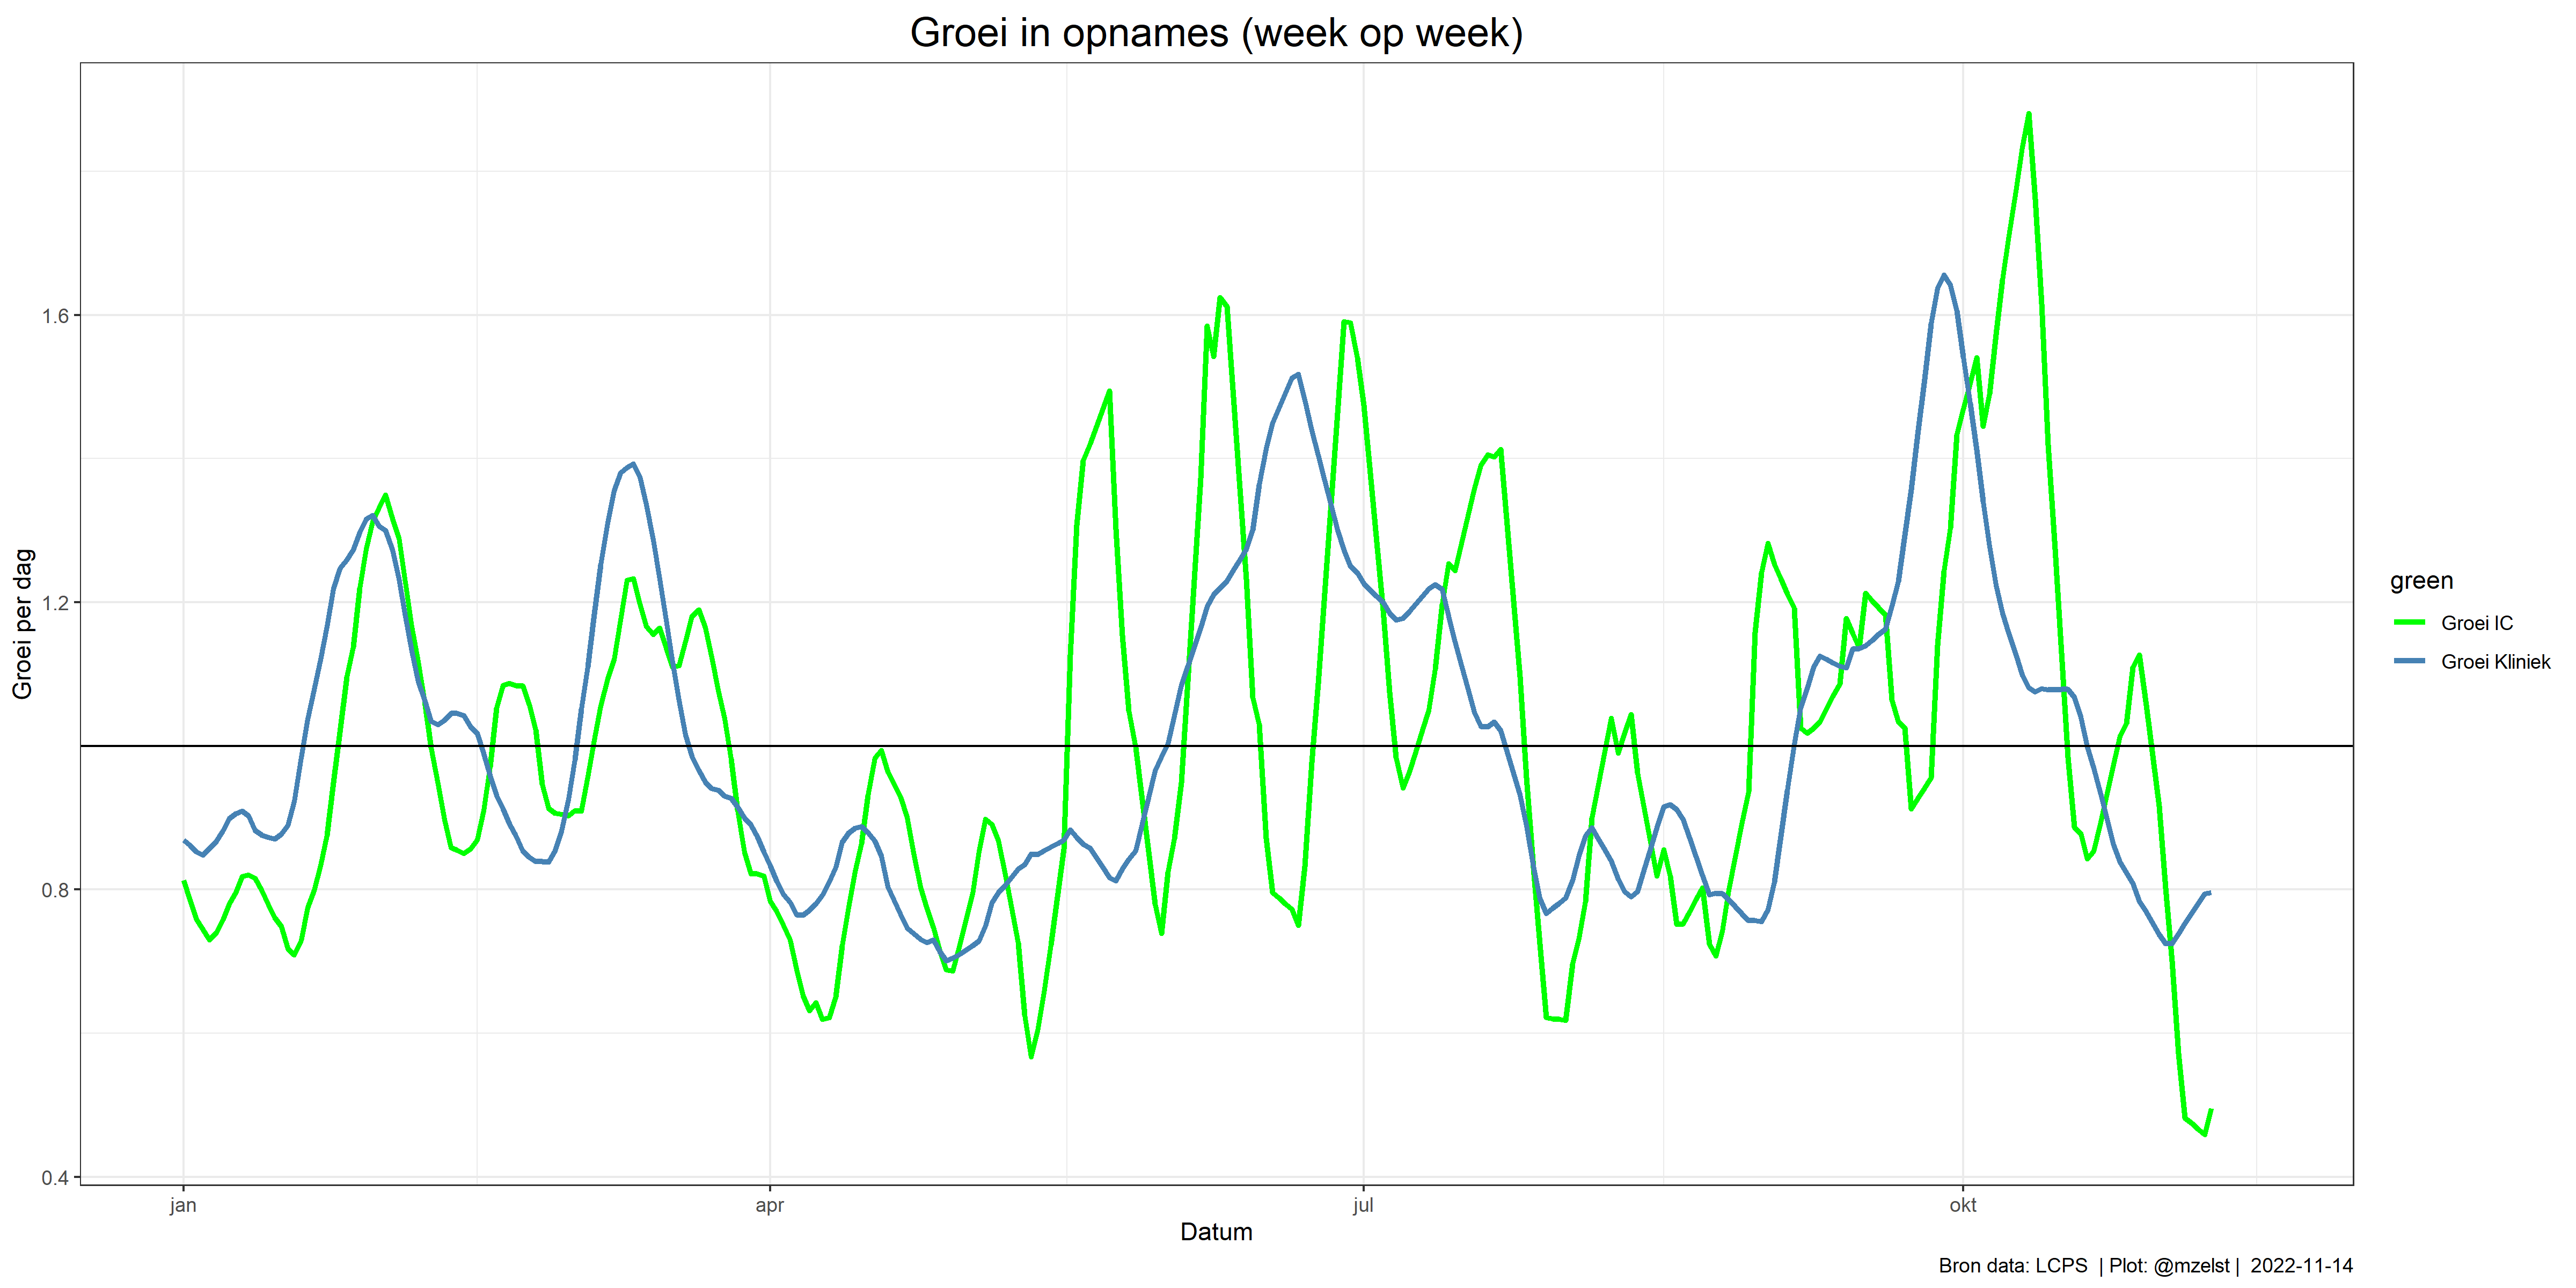 Groei in opnames (week op week)
Groei per dag
1.6
1.2
0.8
0.4
jan
apr
jul
okt
Datum
green
Groei IC
Groei Kliniek
Bron data: LCPS | Plot: @mzelst | 2022-11-14